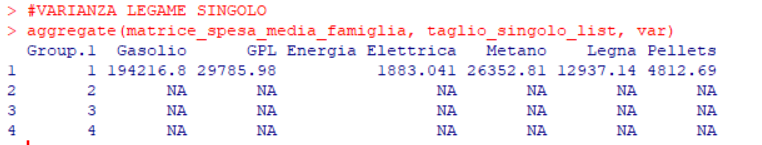 > #VARIANZA LEGAME SINGOLO
> aggregate(matrice_spesa_media_famiglia, taglio_singolo_list, var)
  Group.1  Gasolio      GPL Energia Elettrica   Metano    Legna Pellets
1       1 194216.8 29785.98          1883.041 26352.81 12937.14 4812.69
2       2       NA       NA                NA       NA       NA      NA
3       3       NA       NA                NA       NA       NA      NA
4       4       NA       NA                NA       NA       NA      NA